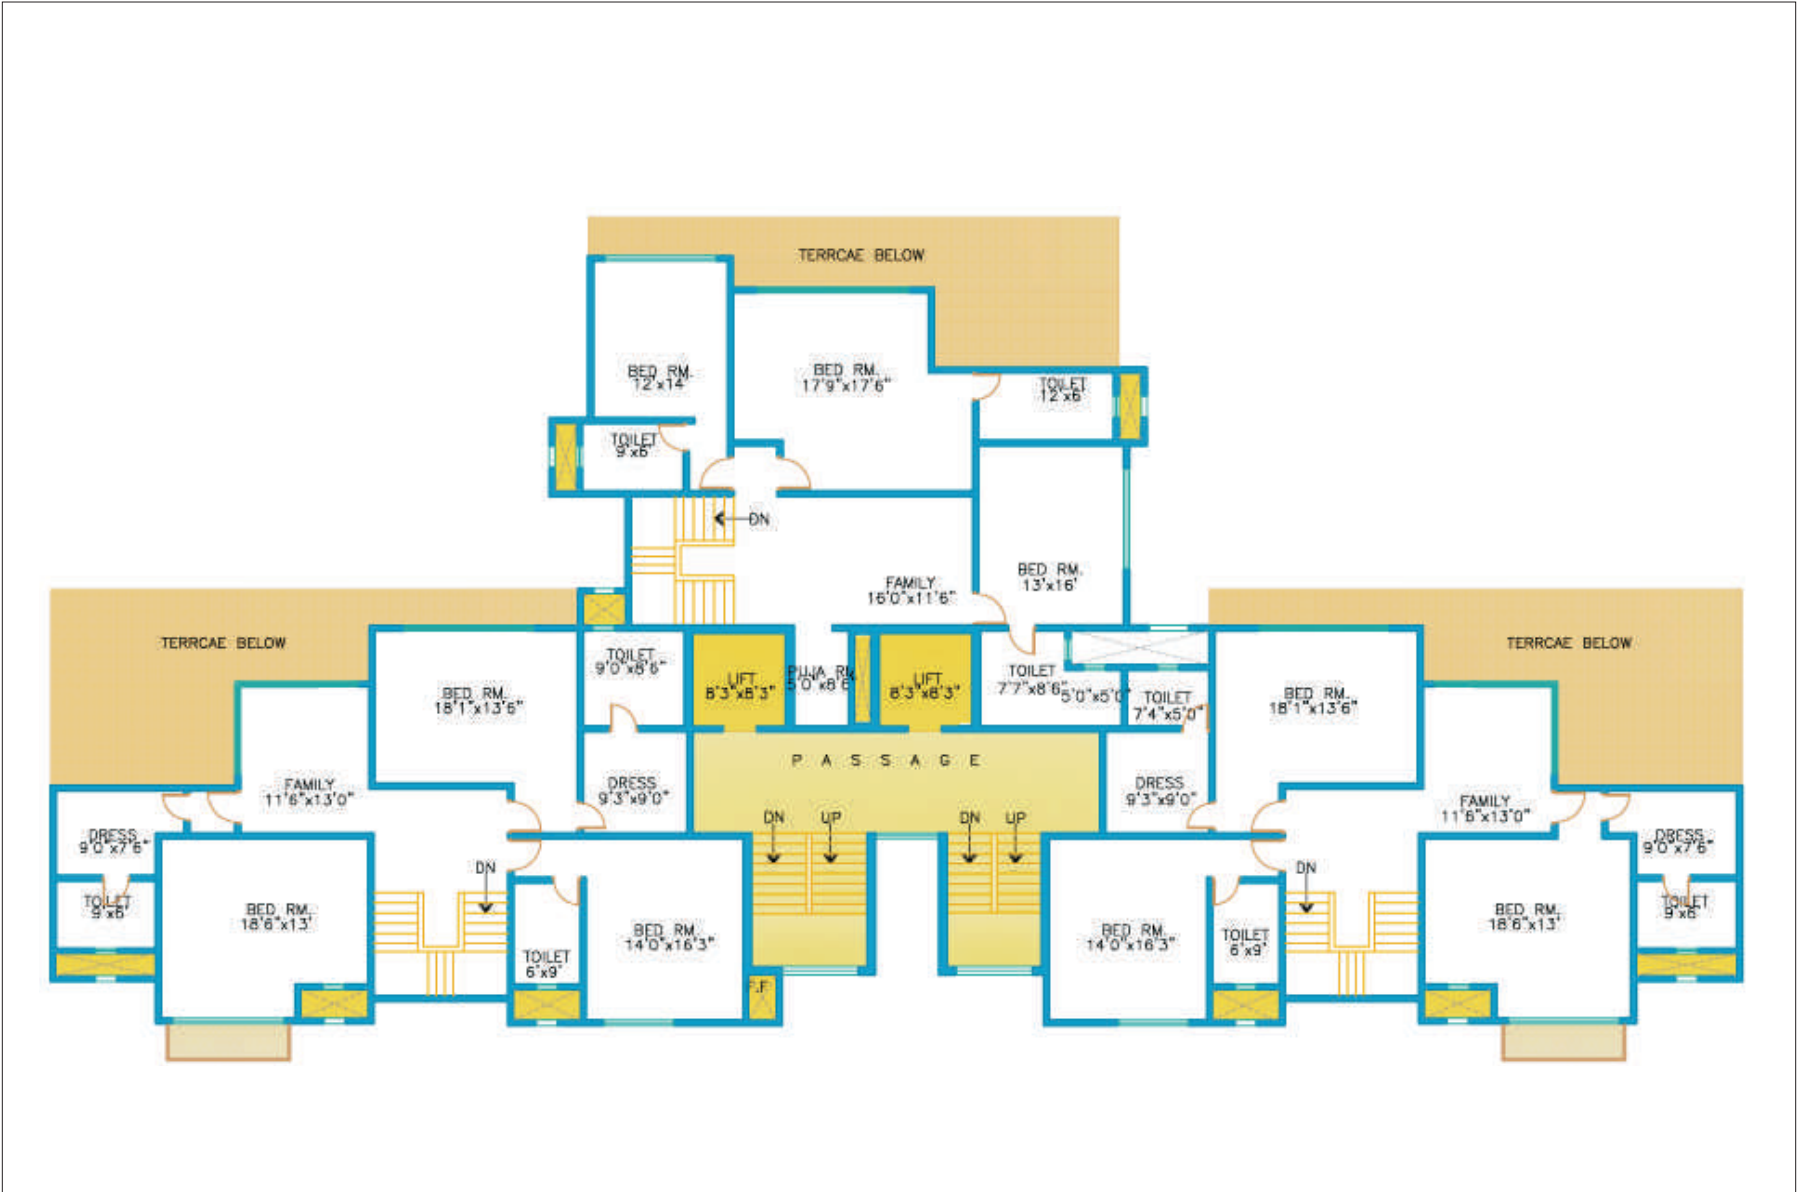 TERRCAE BELOW
BED RM.
12'x14'
BED RM.
17'9"x17'6"
TOILET
12'x6'
TOILET
9'x6'
DN
FAMILY
16'0"x11'6"
BED RM.
13'x16'
TERRCAE BELOW
BED RM.
18'1"x13'6"
TOILET
9'0"x8'6"
LIFT
8'3"x8'3"
PUJA RM
5'0"x8'6"
LIFT
8'3"x8'3"
TOILET
7'7"x8'6"
5'0"x5'0"
TOILET
7'4"x5'0"
BED RM.
18'1"x13'6"
TERRCAE BELOW
PASSAGE
FAMILY
11'6"x13'0"
DRESS
9'3"x9'0"
DN
UP
DN
UP
DRESS
9'3"x9'0"
FAMILY
11'6"x13'0"
DRESS
9'0"x7'6"
TOILET
9'x6'
BED RM.
18'6"x13'
DN
TOILET
6'x9'
BED RM.
14'0"x16'3"
F.F
BED RM.
14'0"x16'3"
TOILET
6'x9'
DN
BED RM.
18'6"x13'
DRESS
9'0"x7'6"
TOILET
9'x6'